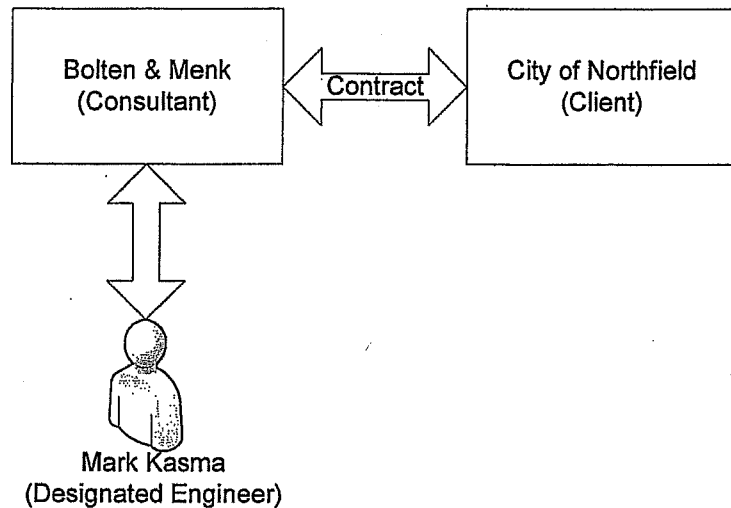 Bolten & Menk
(Consultant)
Contract
City of Northfield
(Client)
Mark Kasma
(Designated Engineer)